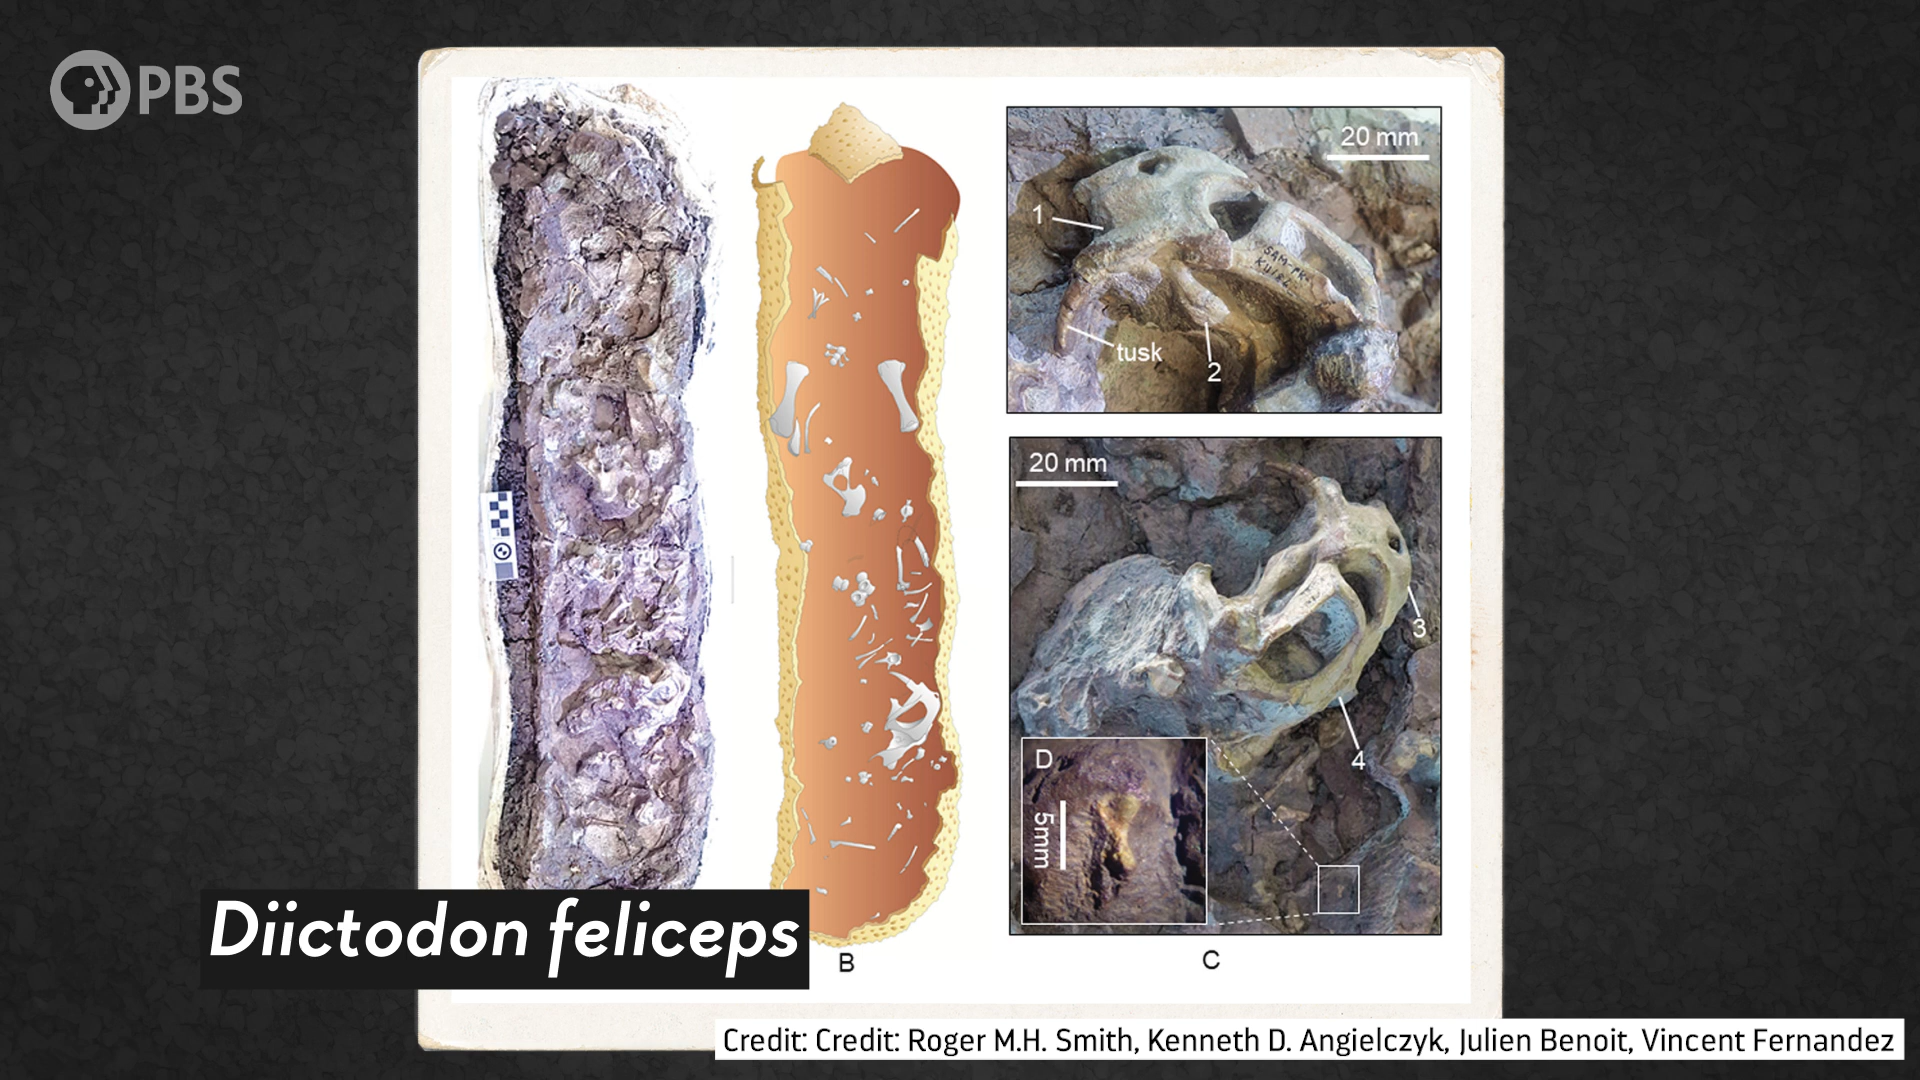 PBS
20 mm
1
tusk
2
20 mm
3
4
D
5mm
B
C
Diictodon feliceps
Credit: Credit: Roger M.H. Smith, Kenneth D. Angielczyk, Julien Benoit, Vincent Fernandez